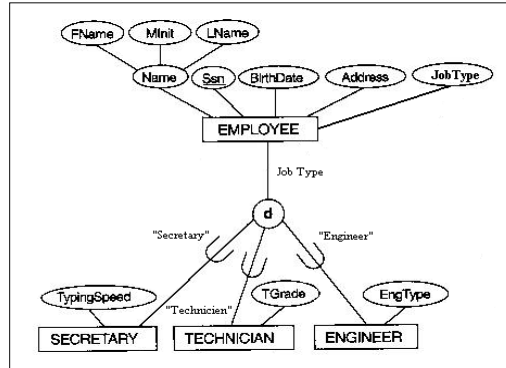 FName MInit LName
Name Ssn BirthDate Address JobType
EMPLOYEE
Job Type
d
"Secretary" "Engineer"
TypingSpeed "Technicien" TGrade EngType
SECRETARY TECHNICIAN ENGINEER